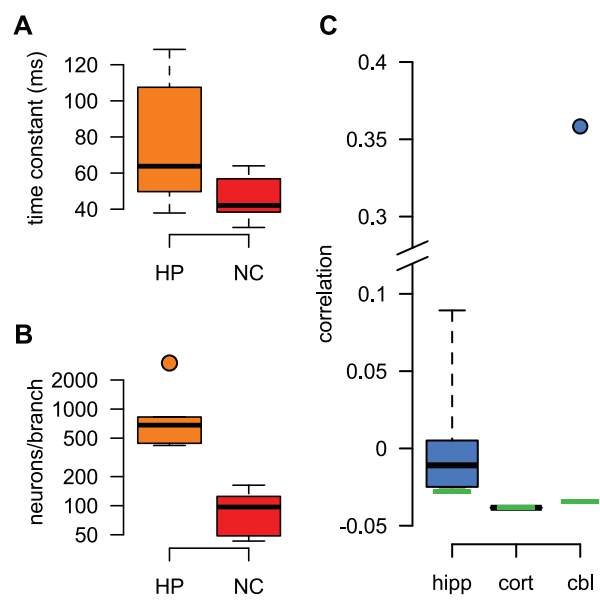 A
time constant (ms)
120
100
80
60
40
HP NC
B
neurons/branch
2000
1000
500
200
100
50
HP NC
C
correlation
0.4
0.35
0.3
0.1
0.05
0
-0.05
hipp cort cbl